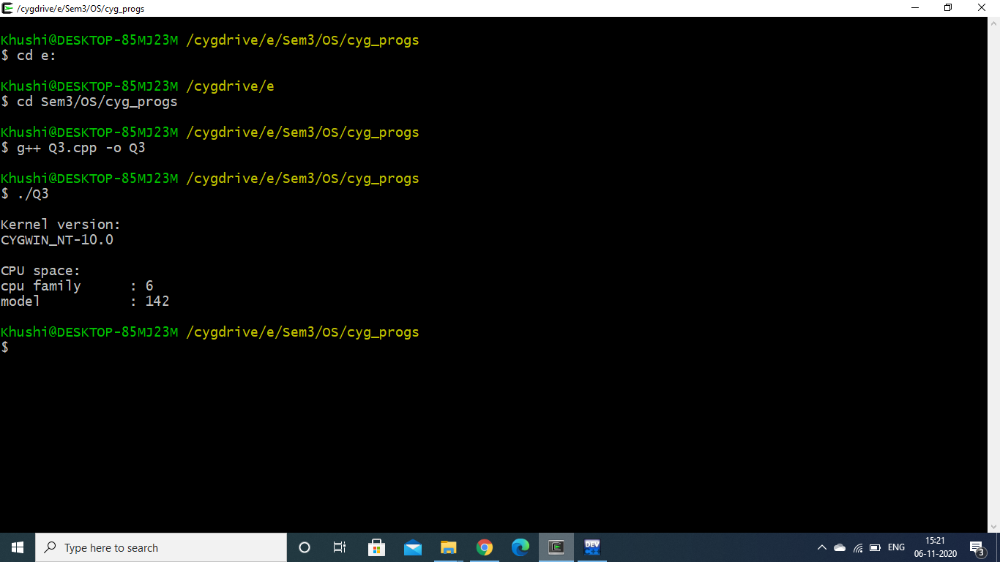 /cygdrive/e/Sem3/OS/cyg_progs
Khushi@DESKTOP-85MJ23M /cygdrive/e/Sem3/OS/cyg_progs
$ cd e:
Khushi@DESKTOP-85MJ23M /cygdrive/e
$ cd Sem3/OS/cyg_progs
Khushi@DESKTOP-85MJ23M /cygdrive/e/Sem3/OS/cyg_progs
$ g++ Q3.cpp -o Q3
Khushi@DESKTOP-85MJ23M /cygdrive/e/Sem3/OS/cyg_progs
$ ./Q3
Kernel version:
CYGWIN_NT-10.0
CPU space:
cpu family      : 6
model           : 142
Khushi@DESKTOP-85MJ23M /cygdrive/e/Sem3/OS/cyg_progs
$
Type here to search
DEV C++
ENG
15:21
06-11-2020
3